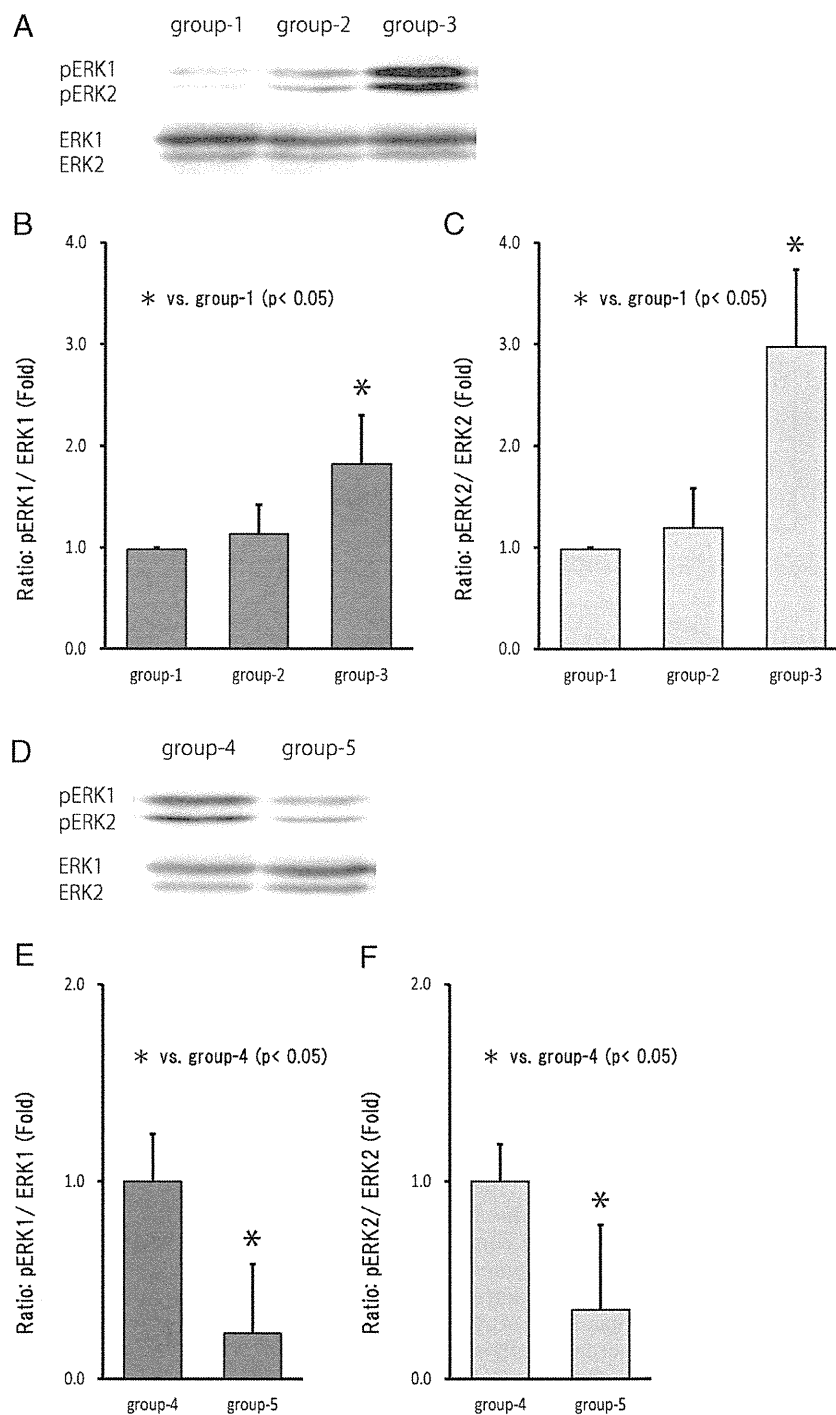 A
group-1 group-2 group-3
pERK1
pERK2
ERK1
ERK2
B
4.0
3.0
2.0
1.0
0.0
Ratio: pERK1/ ERK1 (Fold)
* vs. group-1 (p< 0.05)
*
group-1 group-2 group-3
C
4.0
3.0
2.0
1.0
0.0
Ratio: pERK2/ ERK2 (Fold)
* vs. group-1 (p< 0.05)
*
group-1 group-2 group-3
D
group-4 group-5
pERK1
pERK2
ERK1
ERK2
E
2.0
1.0
0.0
Ratio: pERK1/ ERK1 (Fold)
* vs. group-4 (p< 0.05)
*
group-4 group-5
F
2.0
1.0
0.0
Ratio: pERK2/ ERK2 (Fold)
* vs. group-4 (p< 0.05)
*
group-4 group-5